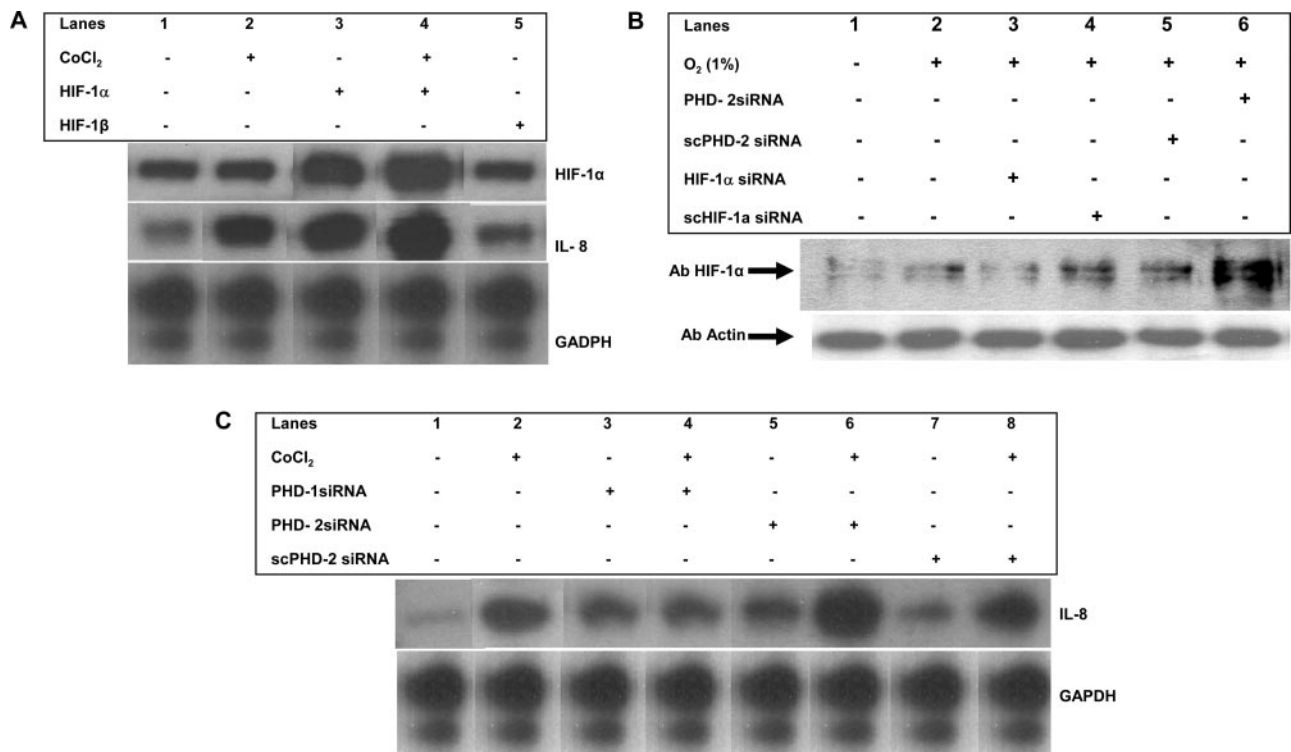 A
Lanes 1 2 3 4 5
CoCl₂ - + - + -
HIF-1α - - + + -
HIF-1β - - - - +
HIF-1α
IL- 8
GADPH
B
Lanes 1 2 3 4 5 6
O₂ (1%) - + + + + +
PHD- 2siRNA - - - - - +
scPHD-2 siRNA - - - - + -
HIF-1α siRNA - - + - - -
scHIF-1a siRNA - - - + - -
Ab HIF-1α
Ab Actin
C
Lanes 1 2 3 4 5 6 7 8
CoCl₂ - + - + - + - +
PHD-1siRNA - - + + - - - -
PHD- 2siRNA - - - - + + - -
scPHD-2 siRNA - - - - - - + +
IL-8
GAPDH